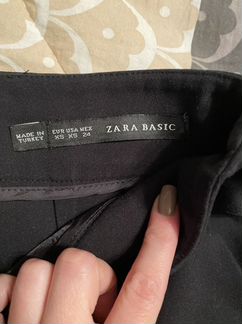 MADE IN
TURKEY
EUR USA MEX
XS XS 24
ZARA BASIC